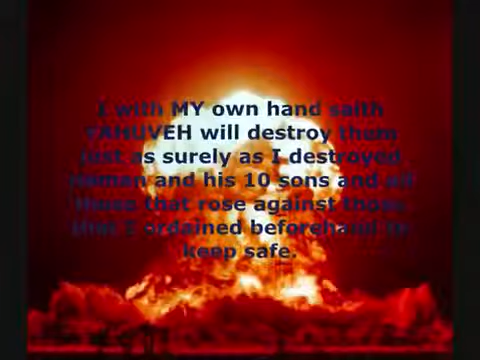 I with MY own hand saith
YAHUVEH will destroy them
just as surely as I destroyed
Haman and his 10 sons and all
those that rose against those
that I ordained beforehand to
keep safe.